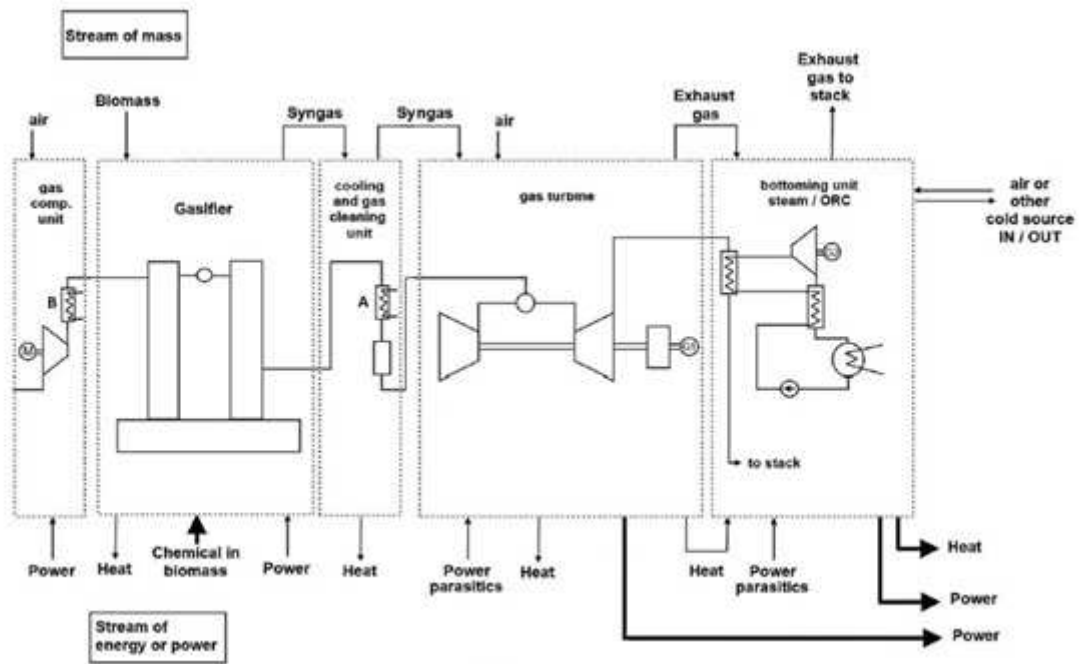 Stream of mass
Exhaust
gas to
stack
Biomass
Syngas
Syngas
Exhaust
gas
air
air
gas
comp.
unit
Gasifier
cooling
and gas
cleaning
unit
gas turbine
bottoming unit
steam / ORC
air or
other
cold source
IN / OUT
B
A
M
to stack
Power
Heat
Chemical in
biomass
Power
Heat
Power
parasitics
Heat
Heat
Power
parasitics
Heat
Power
Power
Stream of
energy or power